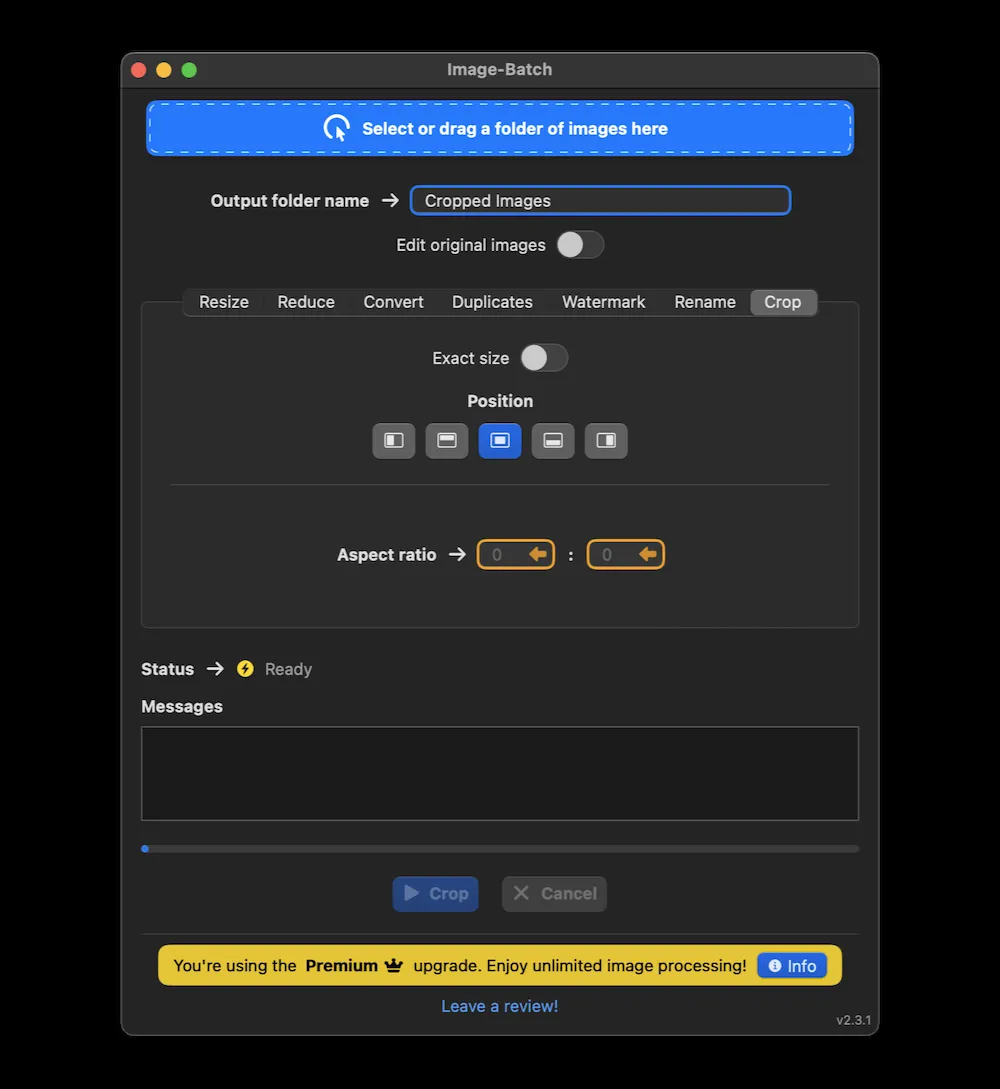 Image-Batch
Select or drag a folder of images here
Output folder name → Cropped Images
Edit original images
Resize Reduce Convert Duplicates Watermark Rename Crop
Exact size
Position
Aspect ratio → 0 : 0
Status → Ready
Messages
Crop Cancel
You're using the Premium upgrade. Enjoy unlimited image processing! Info
Leave a review!
v2.3.1